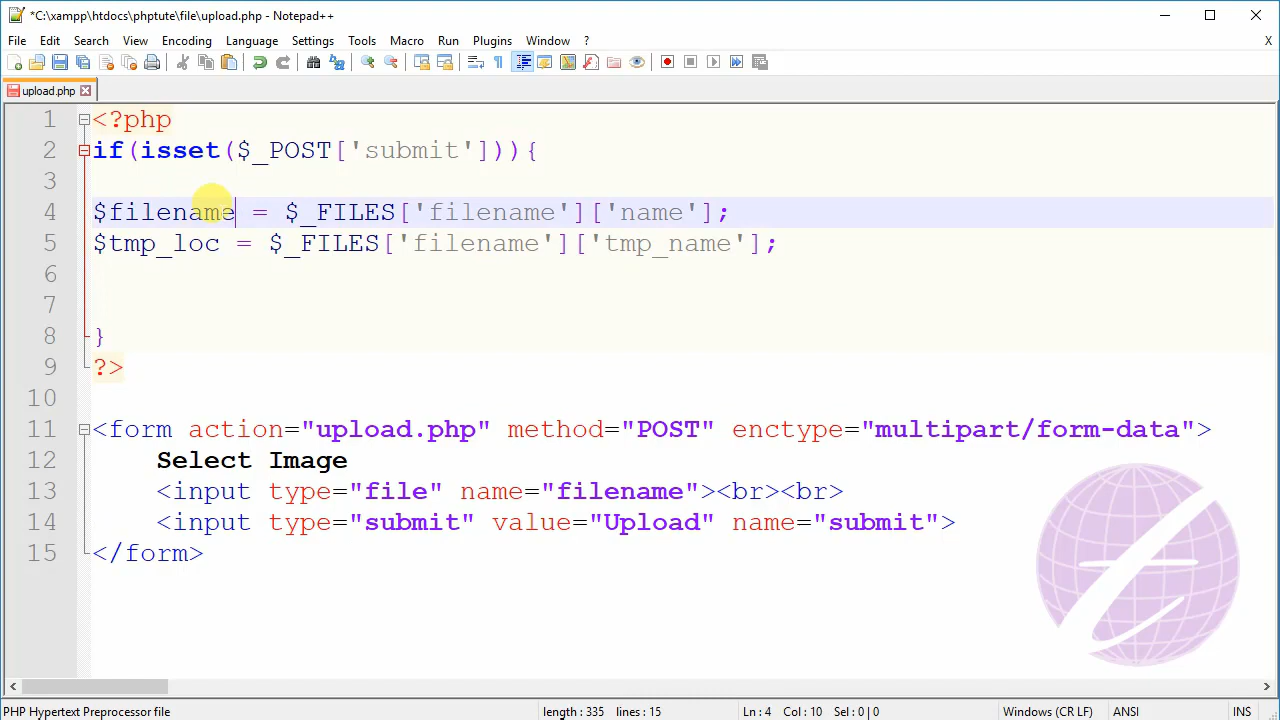 *C:\xampp\htdocs\phptute\file\upload.php - Notepad++
File Edit Search View Encoding Language Settings Tools Macro Run Plugins Window ? X
upload.php
1 <?php
2 if(isset($_POST['submit'])){
3
4 $filename = $_FILES['filename']['name'];
5 $tmp_loc = $_FILES['filename']['tmp_name'];
6
7
8 }
9 ?>
10
11 <form action="upload.php" method="POST" enctype="multipart/form-data">
12 Select Image
13 <input type="file" name="filename"><br><br>
14 <input type="submit" value="Upload" name="submit">
15 </form>
PHP Hypertext Preprocessor file length : 335 lines : 15 Ln : 4 Col : 10 Sel : 0 | 0 Windows (CR LF) ANSI INS